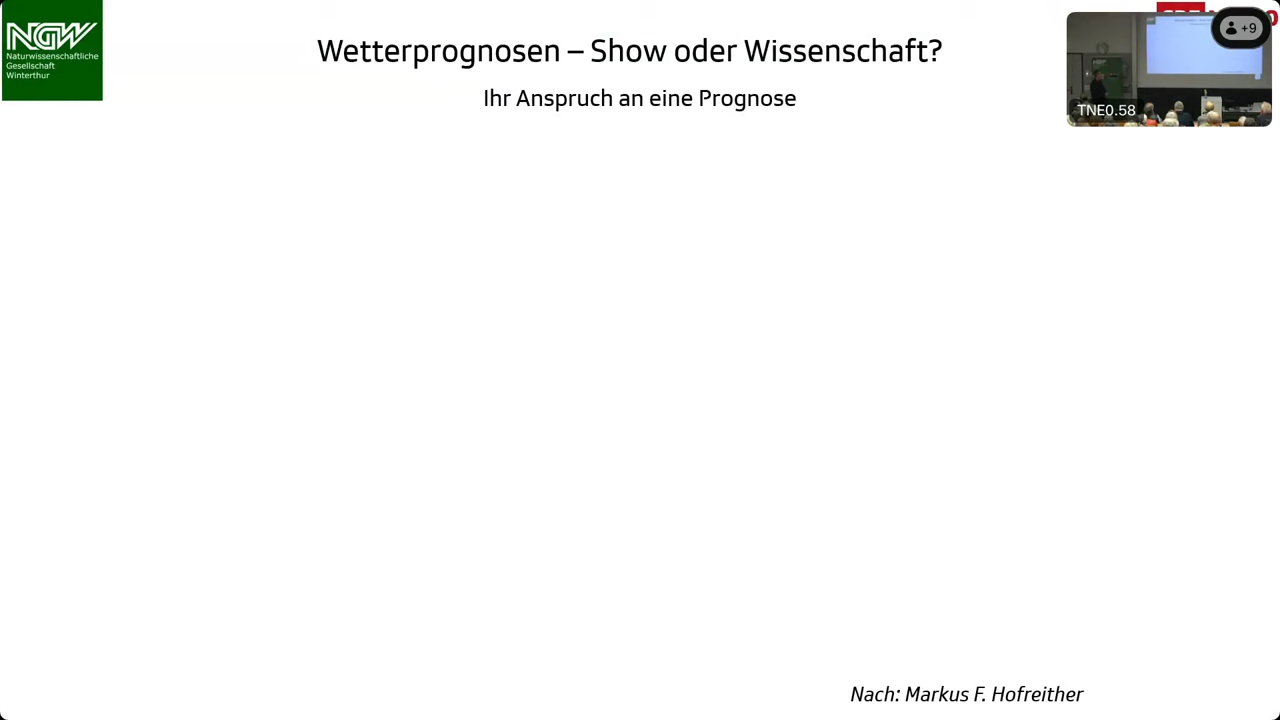 NGW
Naturwissenschaftliche
Gesellschaft
Winterthur
Wetterprognosen – Show oder Wissenschaft?
Ihr Anspruch an eine Prognose
+9
TNE0.58
Nach: Markus F. Hofreither